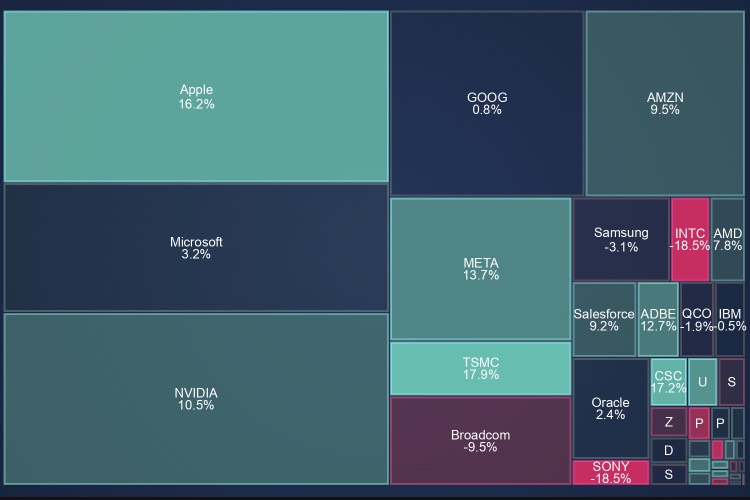 Apple
16.2%
GOOG
0.8%
AMZN
9.5%
Microsoft
3.2%
META
13.7%
Samsung
-3.1%
INTC
-18.5%
AMD
7.8%
NVIDIA
10.5%
TSMC
17.9%
Salesforce
9.2%
ADBE
12.7%
QCO
-1.9%
IBM
-0.5%
Broadcom
-9.5%
Oracle
2.4%
CSC
17.2%
U
S
Z
P
P
D
SONY
-18.5%
S